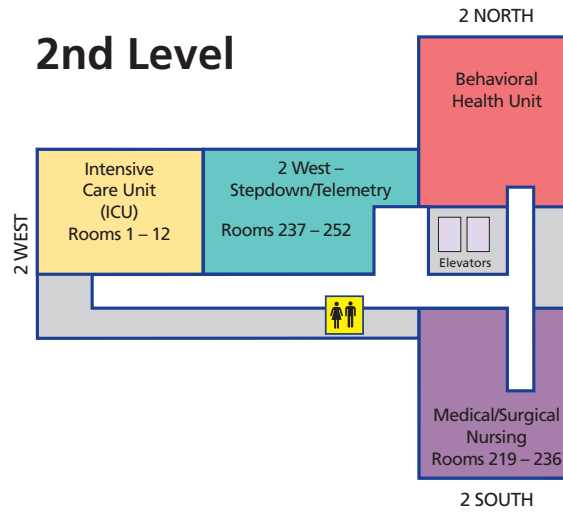 2nd Level
2 NORTH
Behavioral
Health Unit
Intensive
Care Unit
(ICU)
Rooms 1 – 12
2 West –
Stepdown/Telemetry
Rooms 237 – 252
2 WEST
Elevators
Medical/Surgical
Nursing
Rooms 219 – 236
2 SOUTH